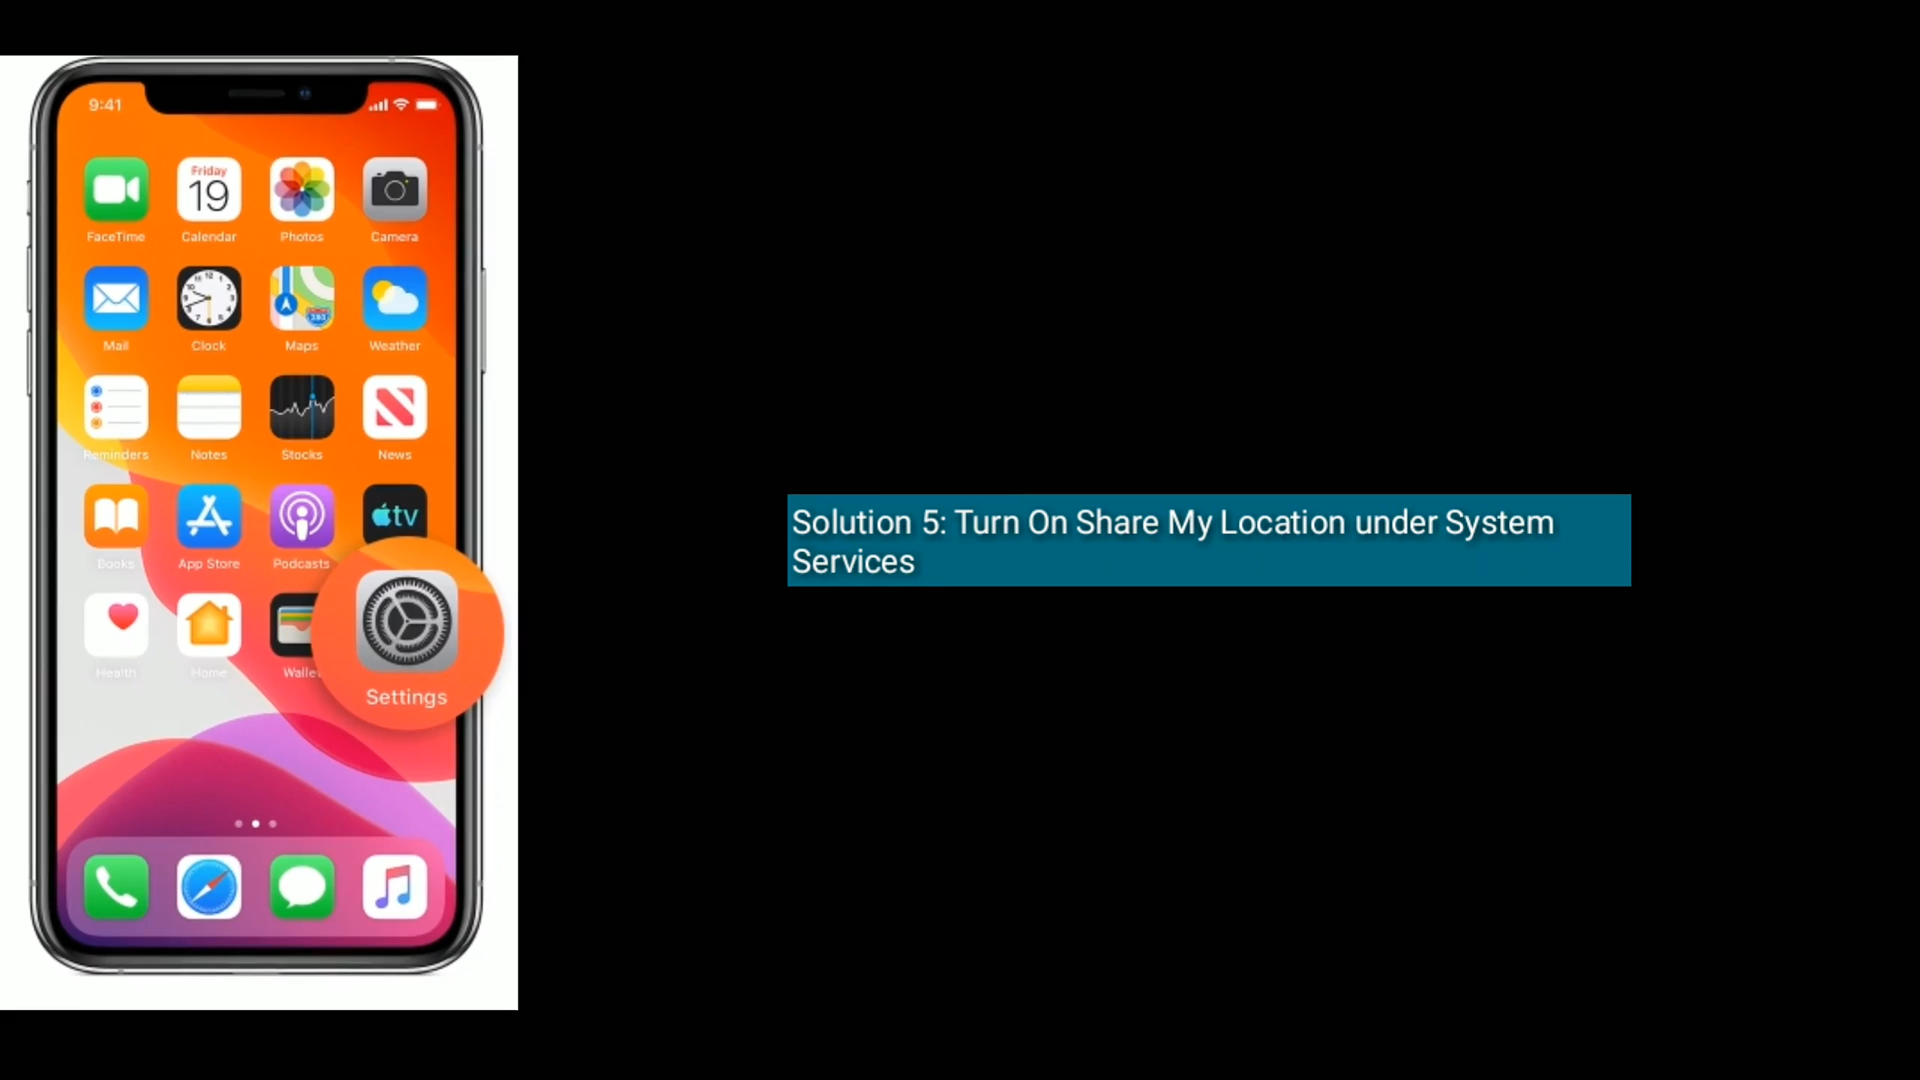 9:41
Friday
19
FaceTime
Calendar
Photos
Camera
Mail
Clock
Maps
Weather
Reminders
Notes
Stocks
News
tv
Books
App Store
Podcasts
Health
Home
Settings
Solution 5: Turn On Share My Location under System
Services